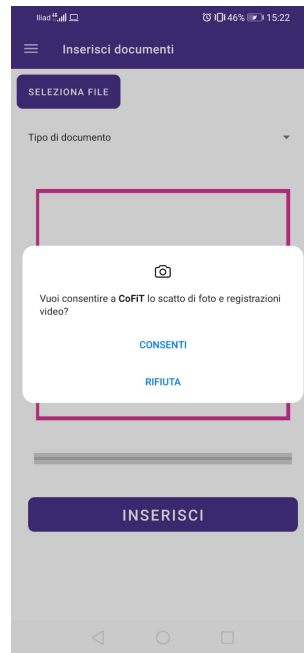 Iliad 46% 15:22
Inserisci documenti
SELEZIONA FILE
Tipo di documento
Vuoi consentire a CoFiT lo scatto di foto e registrazioni
video?
CONSENTI
RIFIUTA
INSERISCI